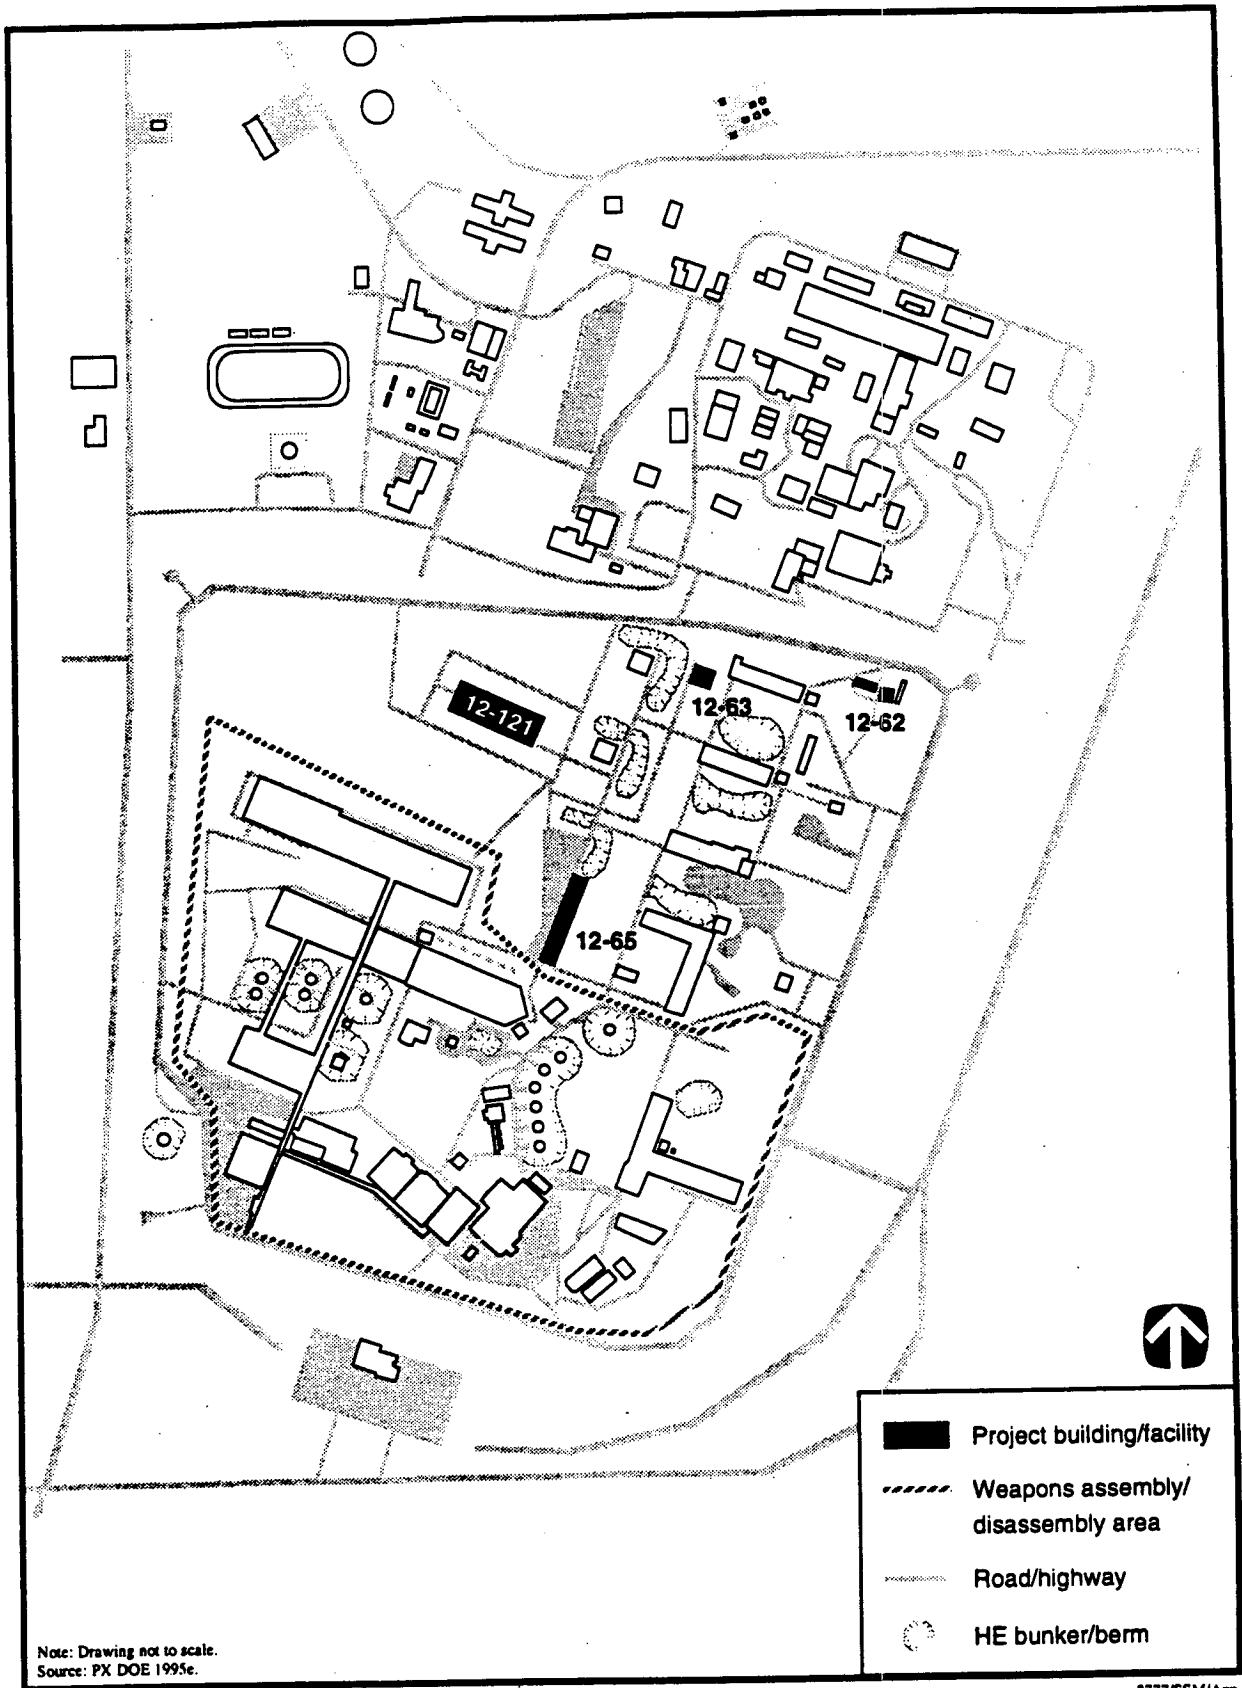 12-63
12-62
12-121
12-65
Project building/facility
Weapons assembly/
disassembly area
Road/highway
HE bunker/berm
Note: Drawing not to scale.
Source: PX DOE 1995e.